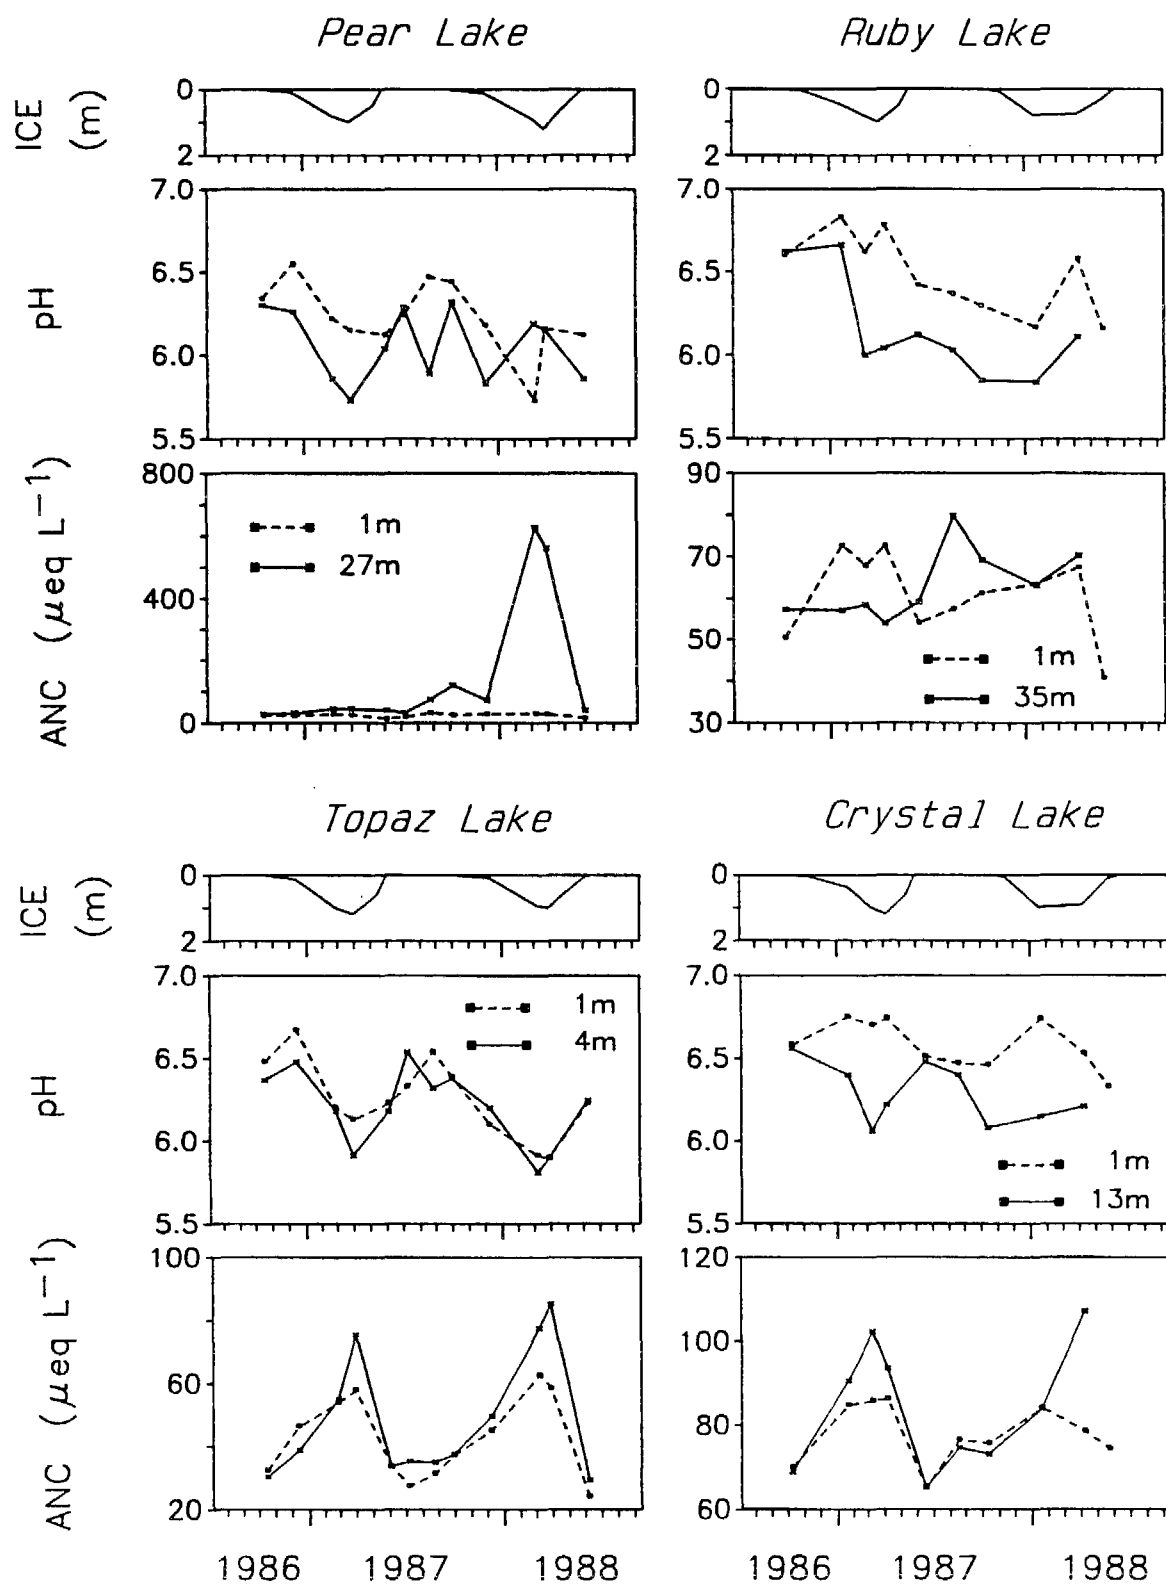 Pear Lake
Ruby Lake
ICE (m)
0
2
0
2
pH
7.0
6.5
6.0
5.5
7.0
6.5
6.0
5.5
ANC (μeq L−1)
800
400
0
1m
27m
90
70
50
30
1m
35m
Topaz Lake
Crystal Lake
ICE (m)
0
2
0
2
pH
7.0
6.5
6.0
5.5
1m
4m
7.0
6.5
6.0
5.5
1m
13m
ANC (μeq L−1)
100
60
20
120
100
80
60
1986 1987 1988
1986 1987 1988